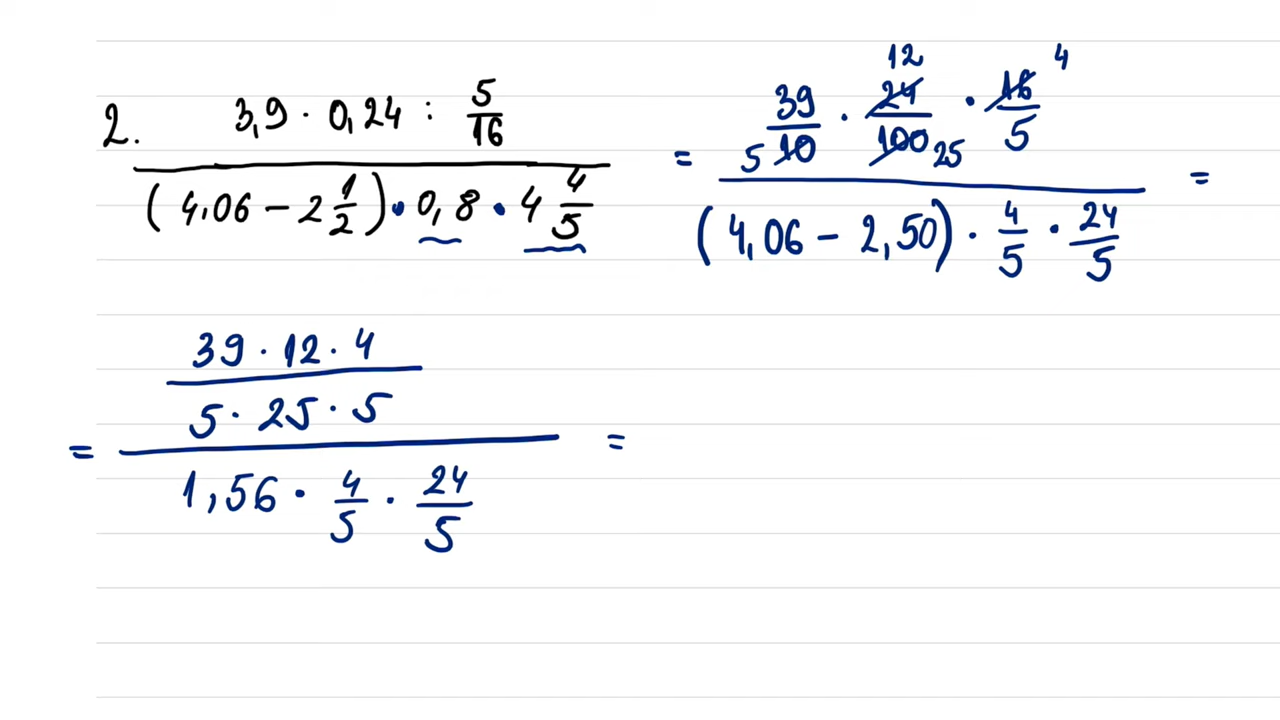 2. 3,9 · 0,24 : 5/16
(4,06 − 2 1/2) · 0,8 · 4 4/5
= 39/10 · 24/100 · 16/5
5 12 25 4
(4,06 − 2,50) · 4/5 · 24/5 =
= 39 · 12 · 4
5 · 25 · 5
1,56 · 4/5 · 24/5 =